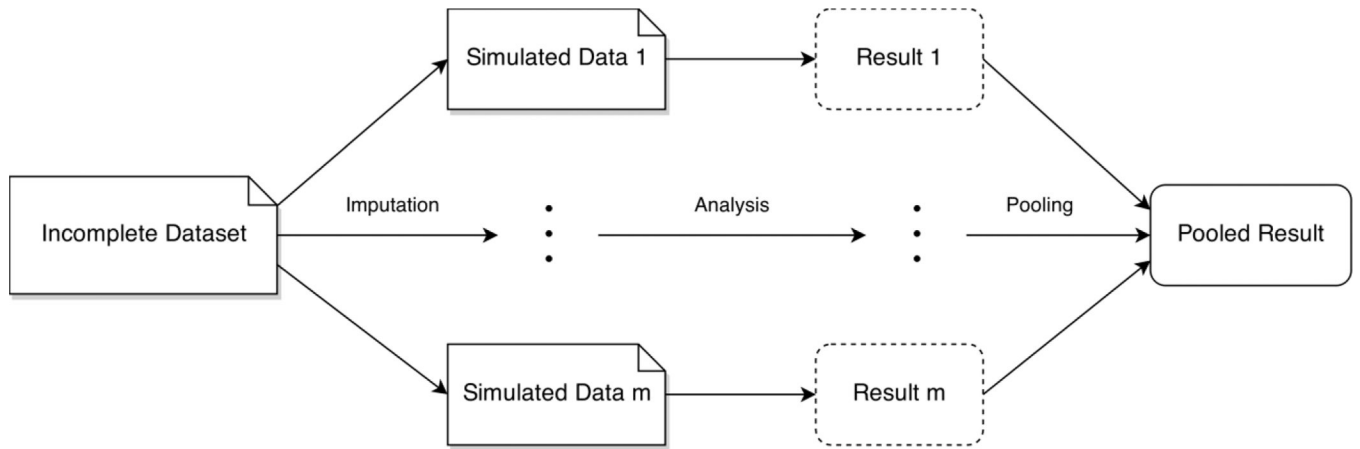 Simulated Data 1
Result 1
Imputation
Analysis
Pooling
Incomplete Dataset
Pooled Result
Simulated Data m
Result m